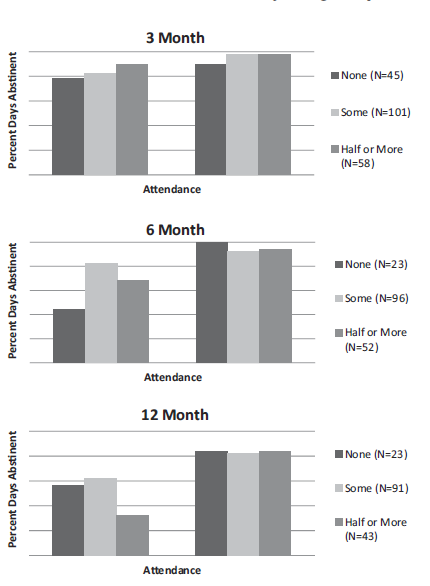 3 Month
Percent Days Abstinent
None (N=45)
Some (N=101)
Half or More
(N=58)
Attendance
6 Month
Percent Days Abstinent
None (N=23)
Some (N=96)
Half or More
(N=52)
Attendance
12 Month
Percent Days Abstinent
None (N=23)
Some (N=91)
Half or More
(N=43)
Attendance